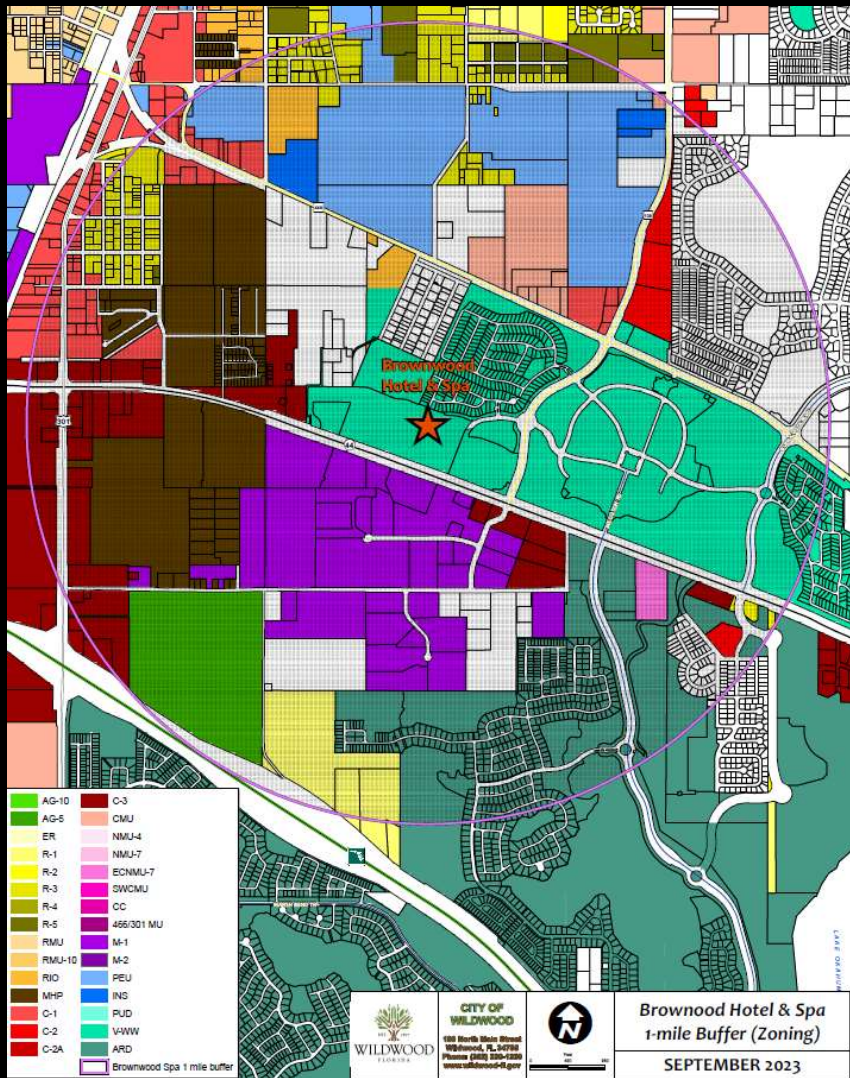 Brownwood
Hotel & Spa
301
44
AG-10
AG-5
ER
R-1
R-2
R-3
R-4
R-5
RMU
RMU-10
RIO
MHP
C-1
C-2
C-2A
C-3
CMU
NMU-4
NMU-7
ECNMU-7
SWCMU
CC
466/301 MU
M-1
M-2
PEU
INS
PUD
V-WW
ARD
Brownwood Spa 1 mile buffer
WILDWOOD
FLORIDA
CITY OF
WILDWOOD
100 North Main Street
Wildwood, FL 34785
www.wildwood-fl.gov
N
Feet
Brownood Hotel & Spa
1-mile Buffer (Zoning)
SEPTEMBER 2023